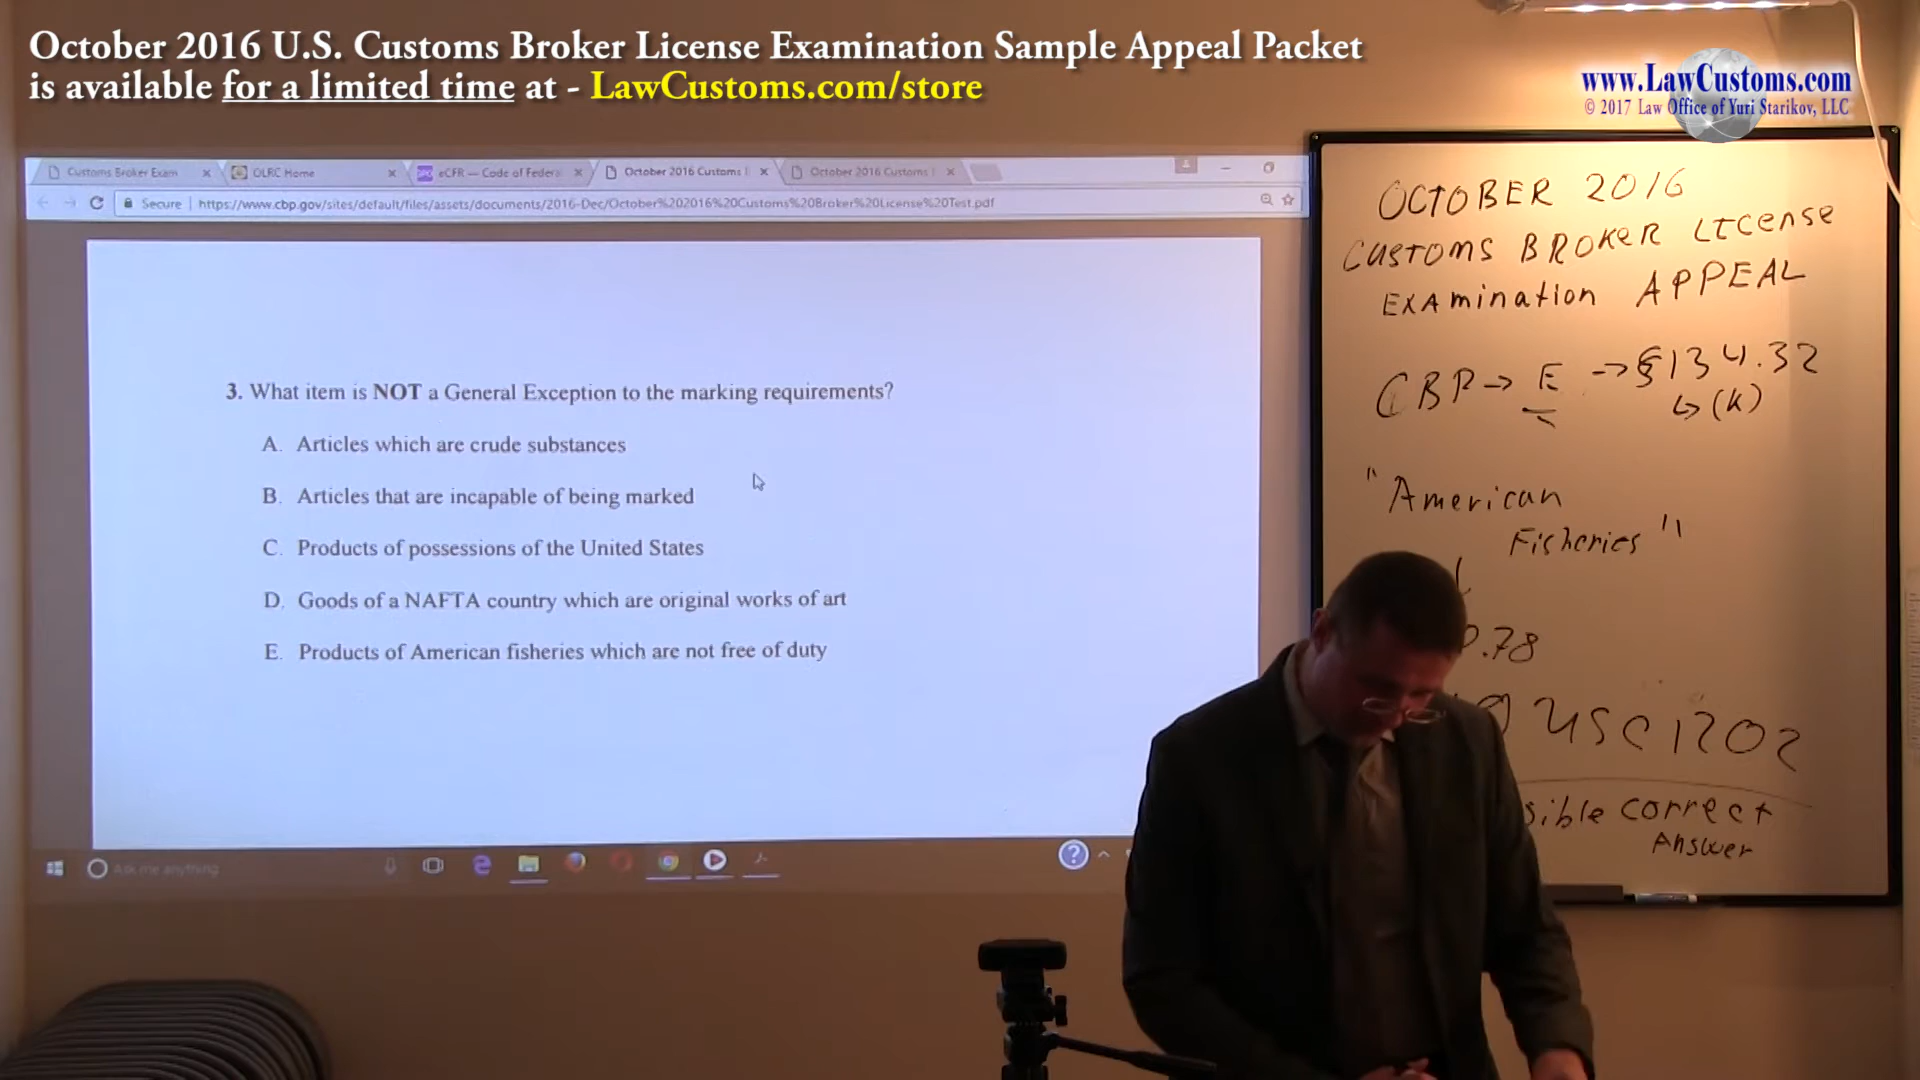 October 2016 U.S. Customs Broker License Examination Sample Appeal Packet
is available for a limited time at - LawCustoms.com/store
www.LawCustoms.com
© 2017 Law Office of Yuri Starikov, LLC
Customs Broker Exam
OLRC Home
eCFR — Code of Federa
October 2016 Customs
October 2016 Customs
Secure
https://www.cbp.gov/sites/default/files/assets/documents/2016-Dec/October%202016%20Customs%20Broker%20License%20Test.pdf
3. What item is NOT a General Exception to the marking requirements?
A. Articles which are crude substances
B. Articles that are incapable of being marked
C. Products of possessions of the United States
D. Goods of a NAFTA country which are original works of art
E. Products of American fisheries which are not free of duty
Ask me anything
OCTOBER 2016
CUSTOMS BROKER LICENSE
EXAMINATION APPEAL
CBP → E → §134.32
↳ (k)
"American
Fisheries"
.78
USC 1202
sible correct
Answer